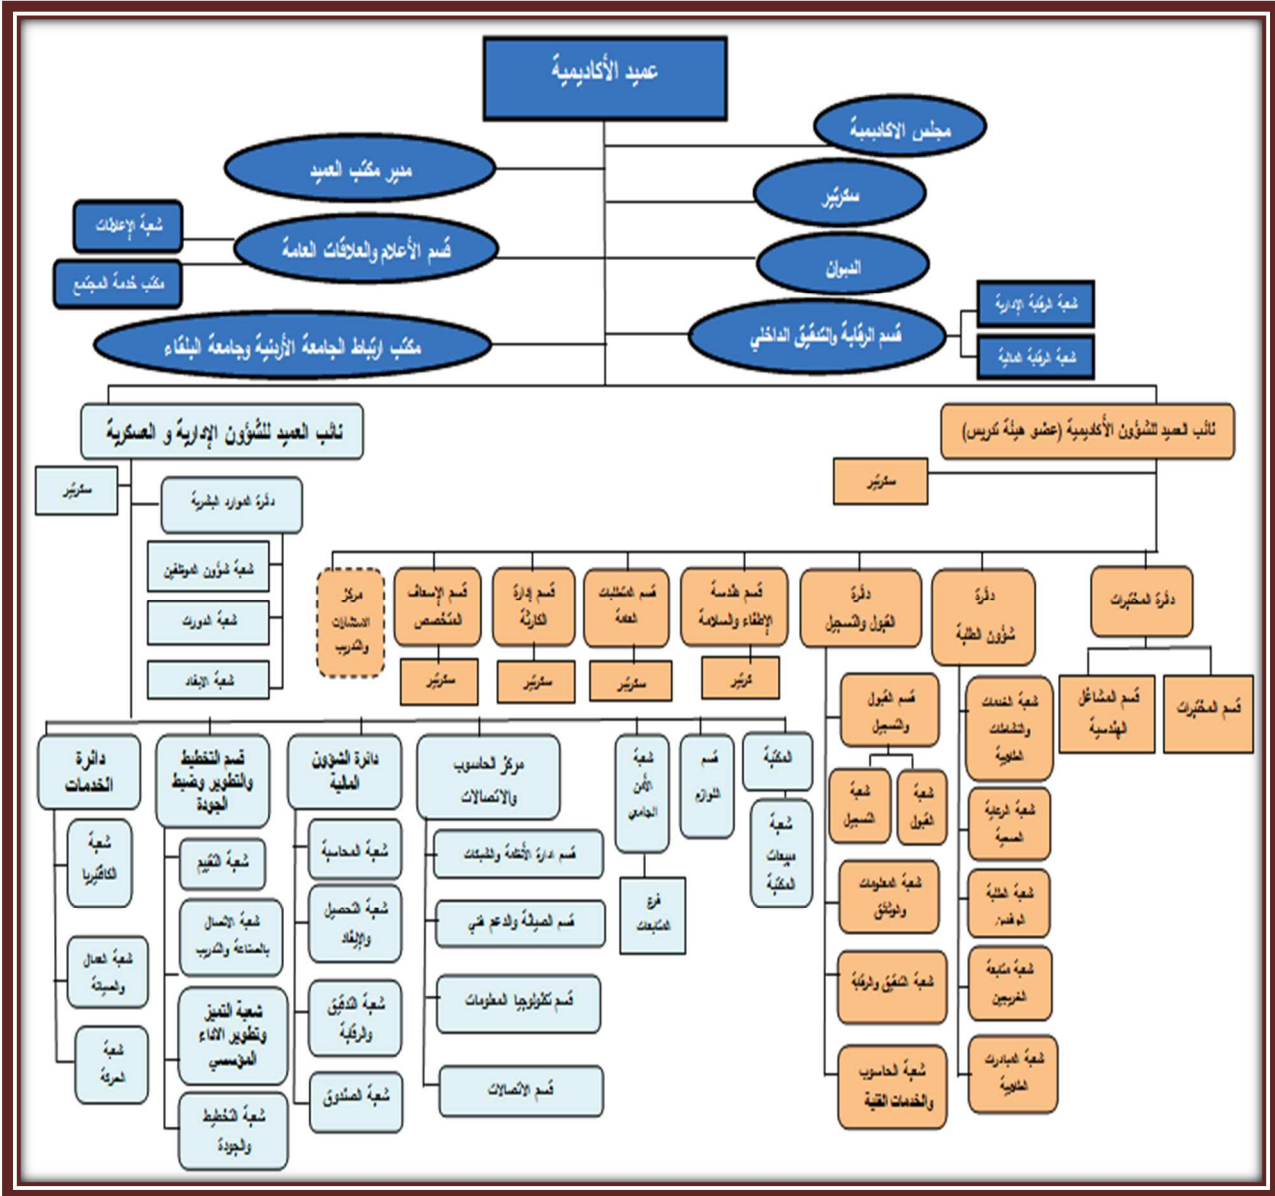 عميد الأكاديمية
مجلس الاكاديمية
مدير مكتب العميد
سكرتير
شعبة الإعلانات
قسم الأعلام والعلاقات العامة
الديوان
مكتب خدمة المجتمع
شعبة الرقابة الإدارية
قسم الرقابة والتدقيق الداخلي
مكتب ارتباط الجامعة الأردنية وجامعة البلقاء
شعبة الرقابة المالية
نائب العميد للشؤون الأكاديمية (عضو هيئة تدريس)
نائب العميد للشؤون الإدارية و العسكرية
سكرتير
سكرتير
دائرة الموارد البشرية
شعبة شؤون الموظفين
شعبة الدورات
شعبة الايفاد
دائرة المختبرات
دائرة
شؤون الطلبة
دائرة
القبول والتسجيل
قسم هندسة
الإطفاء والسلامة
قسم المتطلبات
العامة
قسم إدارة
الكارثة
قسم الإسعاف
المتخصص
مركز
الاستشارات
والتدريب
كرتير
سكرتير
سكرتير
سكرتير
قسم المختبرات
قسم المشاغل
الهندسية
شعبة الخدمات
والنشاطات
الطلابية
شعبة الرعاية
الصحية
شعبة الطلبة
الوافدين
شعبة متابعة
الخريجين
شعبة المبادرات
الطلابية
قسم القبول
والتسجيل
شعبة
القبول
شعبة
التسجيل
شعبة المعلومات
والوثائق
شعبة التدقيق والرقابة
شعبة الحاسوب
والخدمات الفنية
المكتبة
شعبة
مبيعات
المكتبة
قسم
اللوازم
شعبة
الأمن
الجامعي
فرع
المتابعات
مركز الحاسوب
والاتصالات
قسم ادارة الأنظمة والشبكات
قسم الصيانة والدعم فني
قسم تكنولوجيا المعلومات
قسم الاتصالات
دائرة الشؤون
المالية
شعبة المحاسبة
شعبة التحصيل
والإيفاد
شعبة التدقيق
والرقابة
شعبة الصندوق
قسم التخطيط
والتطوير وضبط
الجودة
شعبة التقييم
شعبة الاتصال
بالصناعة والتدريب
شعبة التميز
وتطوير الاداء
المؤسسي
شعبة التخطيط
والجودة
دائرة
الخدمات
شعبة
الكافتيريا
شعبة العمال
والصيانة
شعبة
الحركة